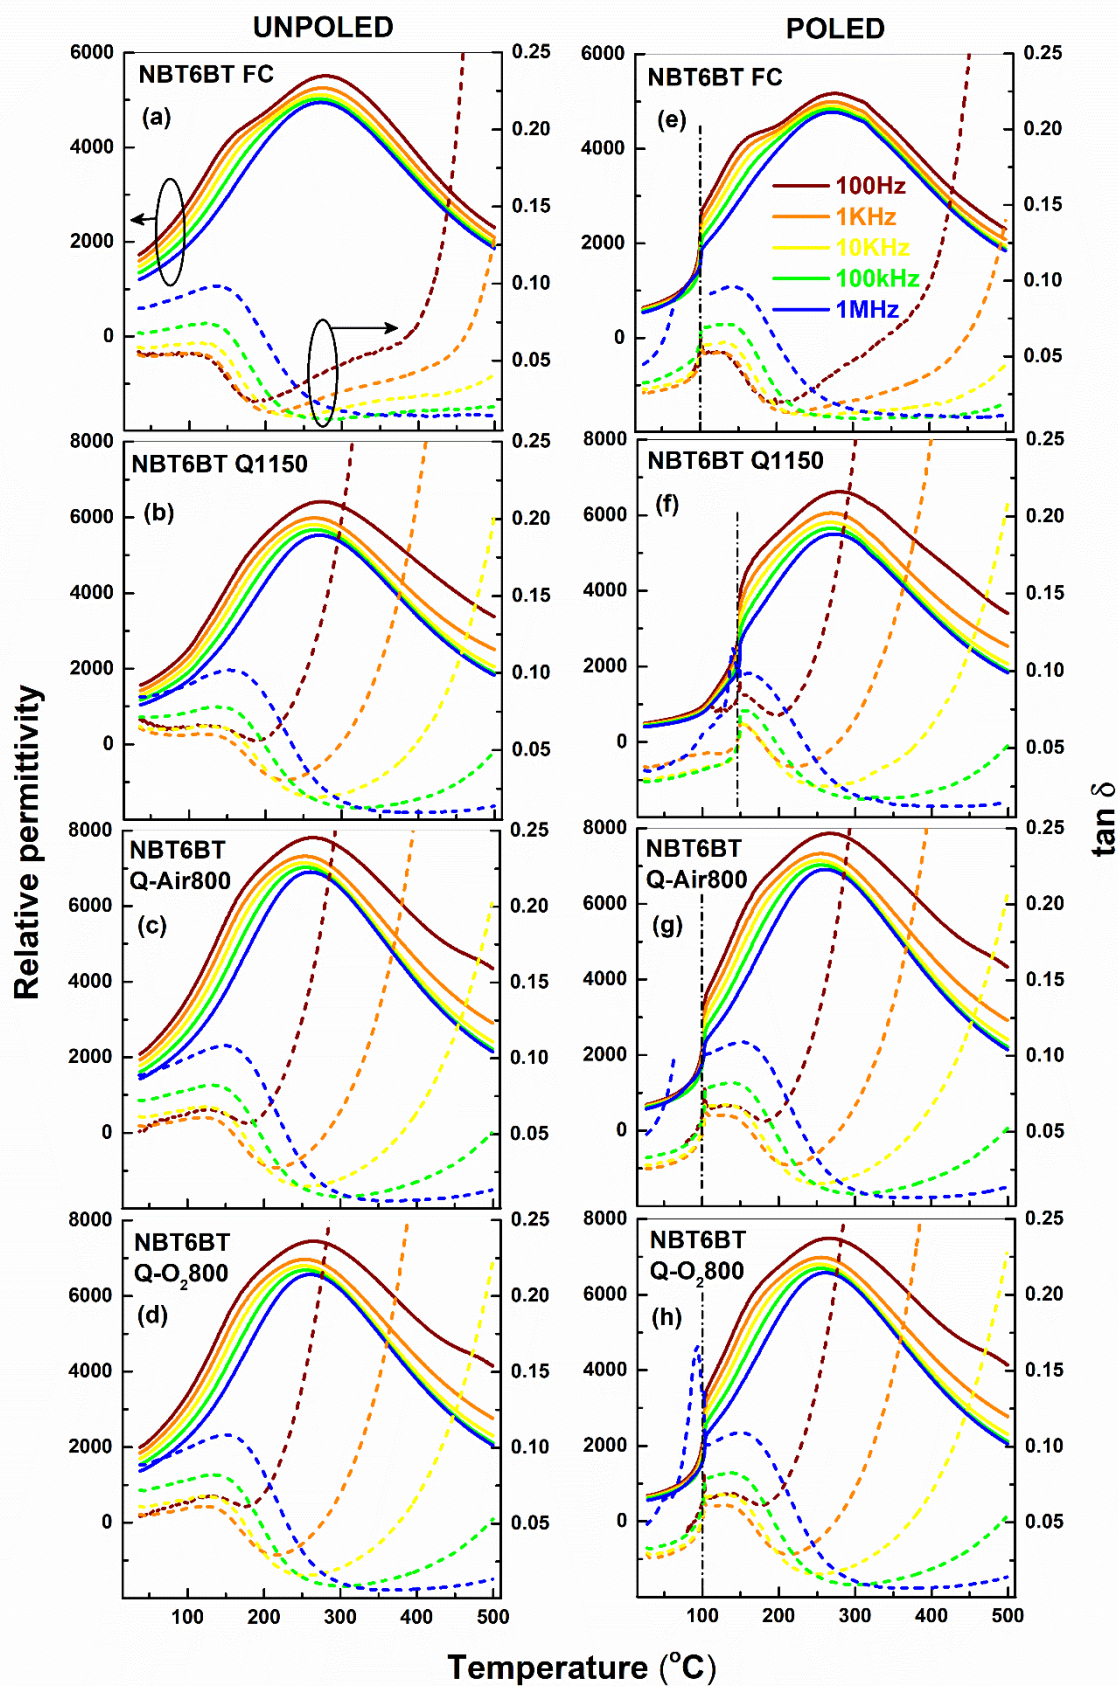 UNPOLED
POLED
6000
4000
2000
0
0.25
0.20
0.15
0.10
0.05
NBT6BT FC
(a)
6000
4000
2000
0
0.25
0.20
0.15
0.10
0.05
NBT6BT FC
(e)
100Hz
1KHz
10KHz
100kHz
1MHz
8000
6000
4000
2000
0
0.25
0.20
0.15
0.10
0.05
NBT6BT Q1150
(b)
8000
6000
4000
2000
0
0.25
0.20
0.15
0.10
0.05
NBT6BT Q1150
(f)
8000
6000
4000
2000
0
0.25
0.20
0.15
0.10
0.05
NBT6BT
Q-Air800
(c)
8000
6000
4000
2000
0
0.25
0.20
0.15
0.10
0.05
NBT6BT
Q-Air800
(g)
8000
6000
4000
2000
0
0.25
0.20
0.15
0.10
0.05
NBT6BT
Q-O2800
(d)
8000
6000
4000
2000
0
0.25
0.20
0.15
0.10
0.05
NBT6BT
Q-O2800
(h)
100 200 300 400 500
100 200 300 400 500
Relative permittivity
tan δ
Temperature (°C)